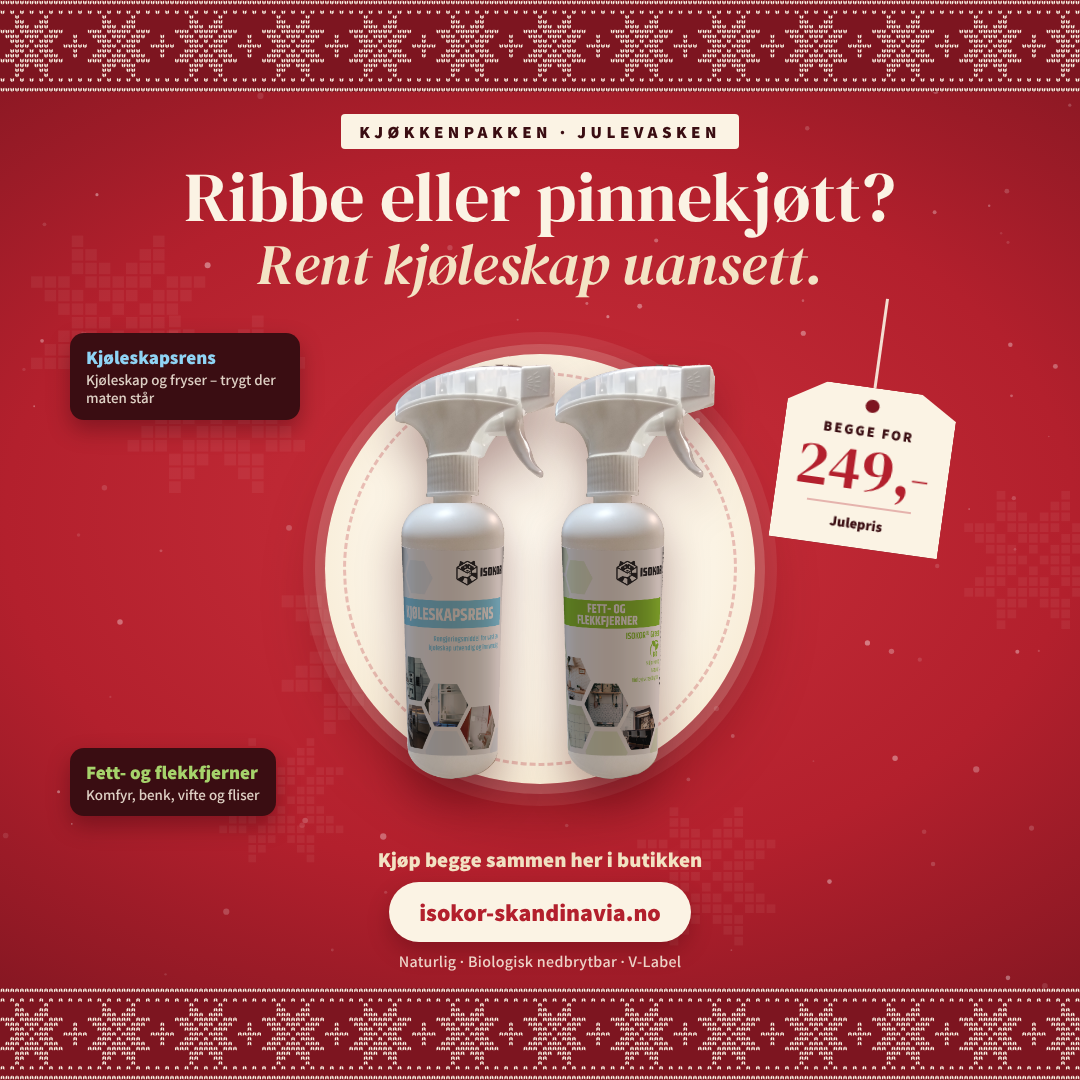 KJØKKENPAKKEN · JULEVASKEN
Ribbe eller pinnekjøtt?
Rent kjøleskap uansett.
Kjøleskapsrens
Kjøleskap og fryser – trygt der
maten står
BEGGE FOR
249,-
Julepris
ISOKOR
KJØLESKAPSRENS
ISOKOR
FETT- OG
FLEKKFJERNER
Fett- og flekkfjerner
Komfyr, benk, vifte og fliser
Kjøp begge sammen her i butikken
isokor-skandinavia.no
Naturlig · Biologisk nedbrytbar · V-Label